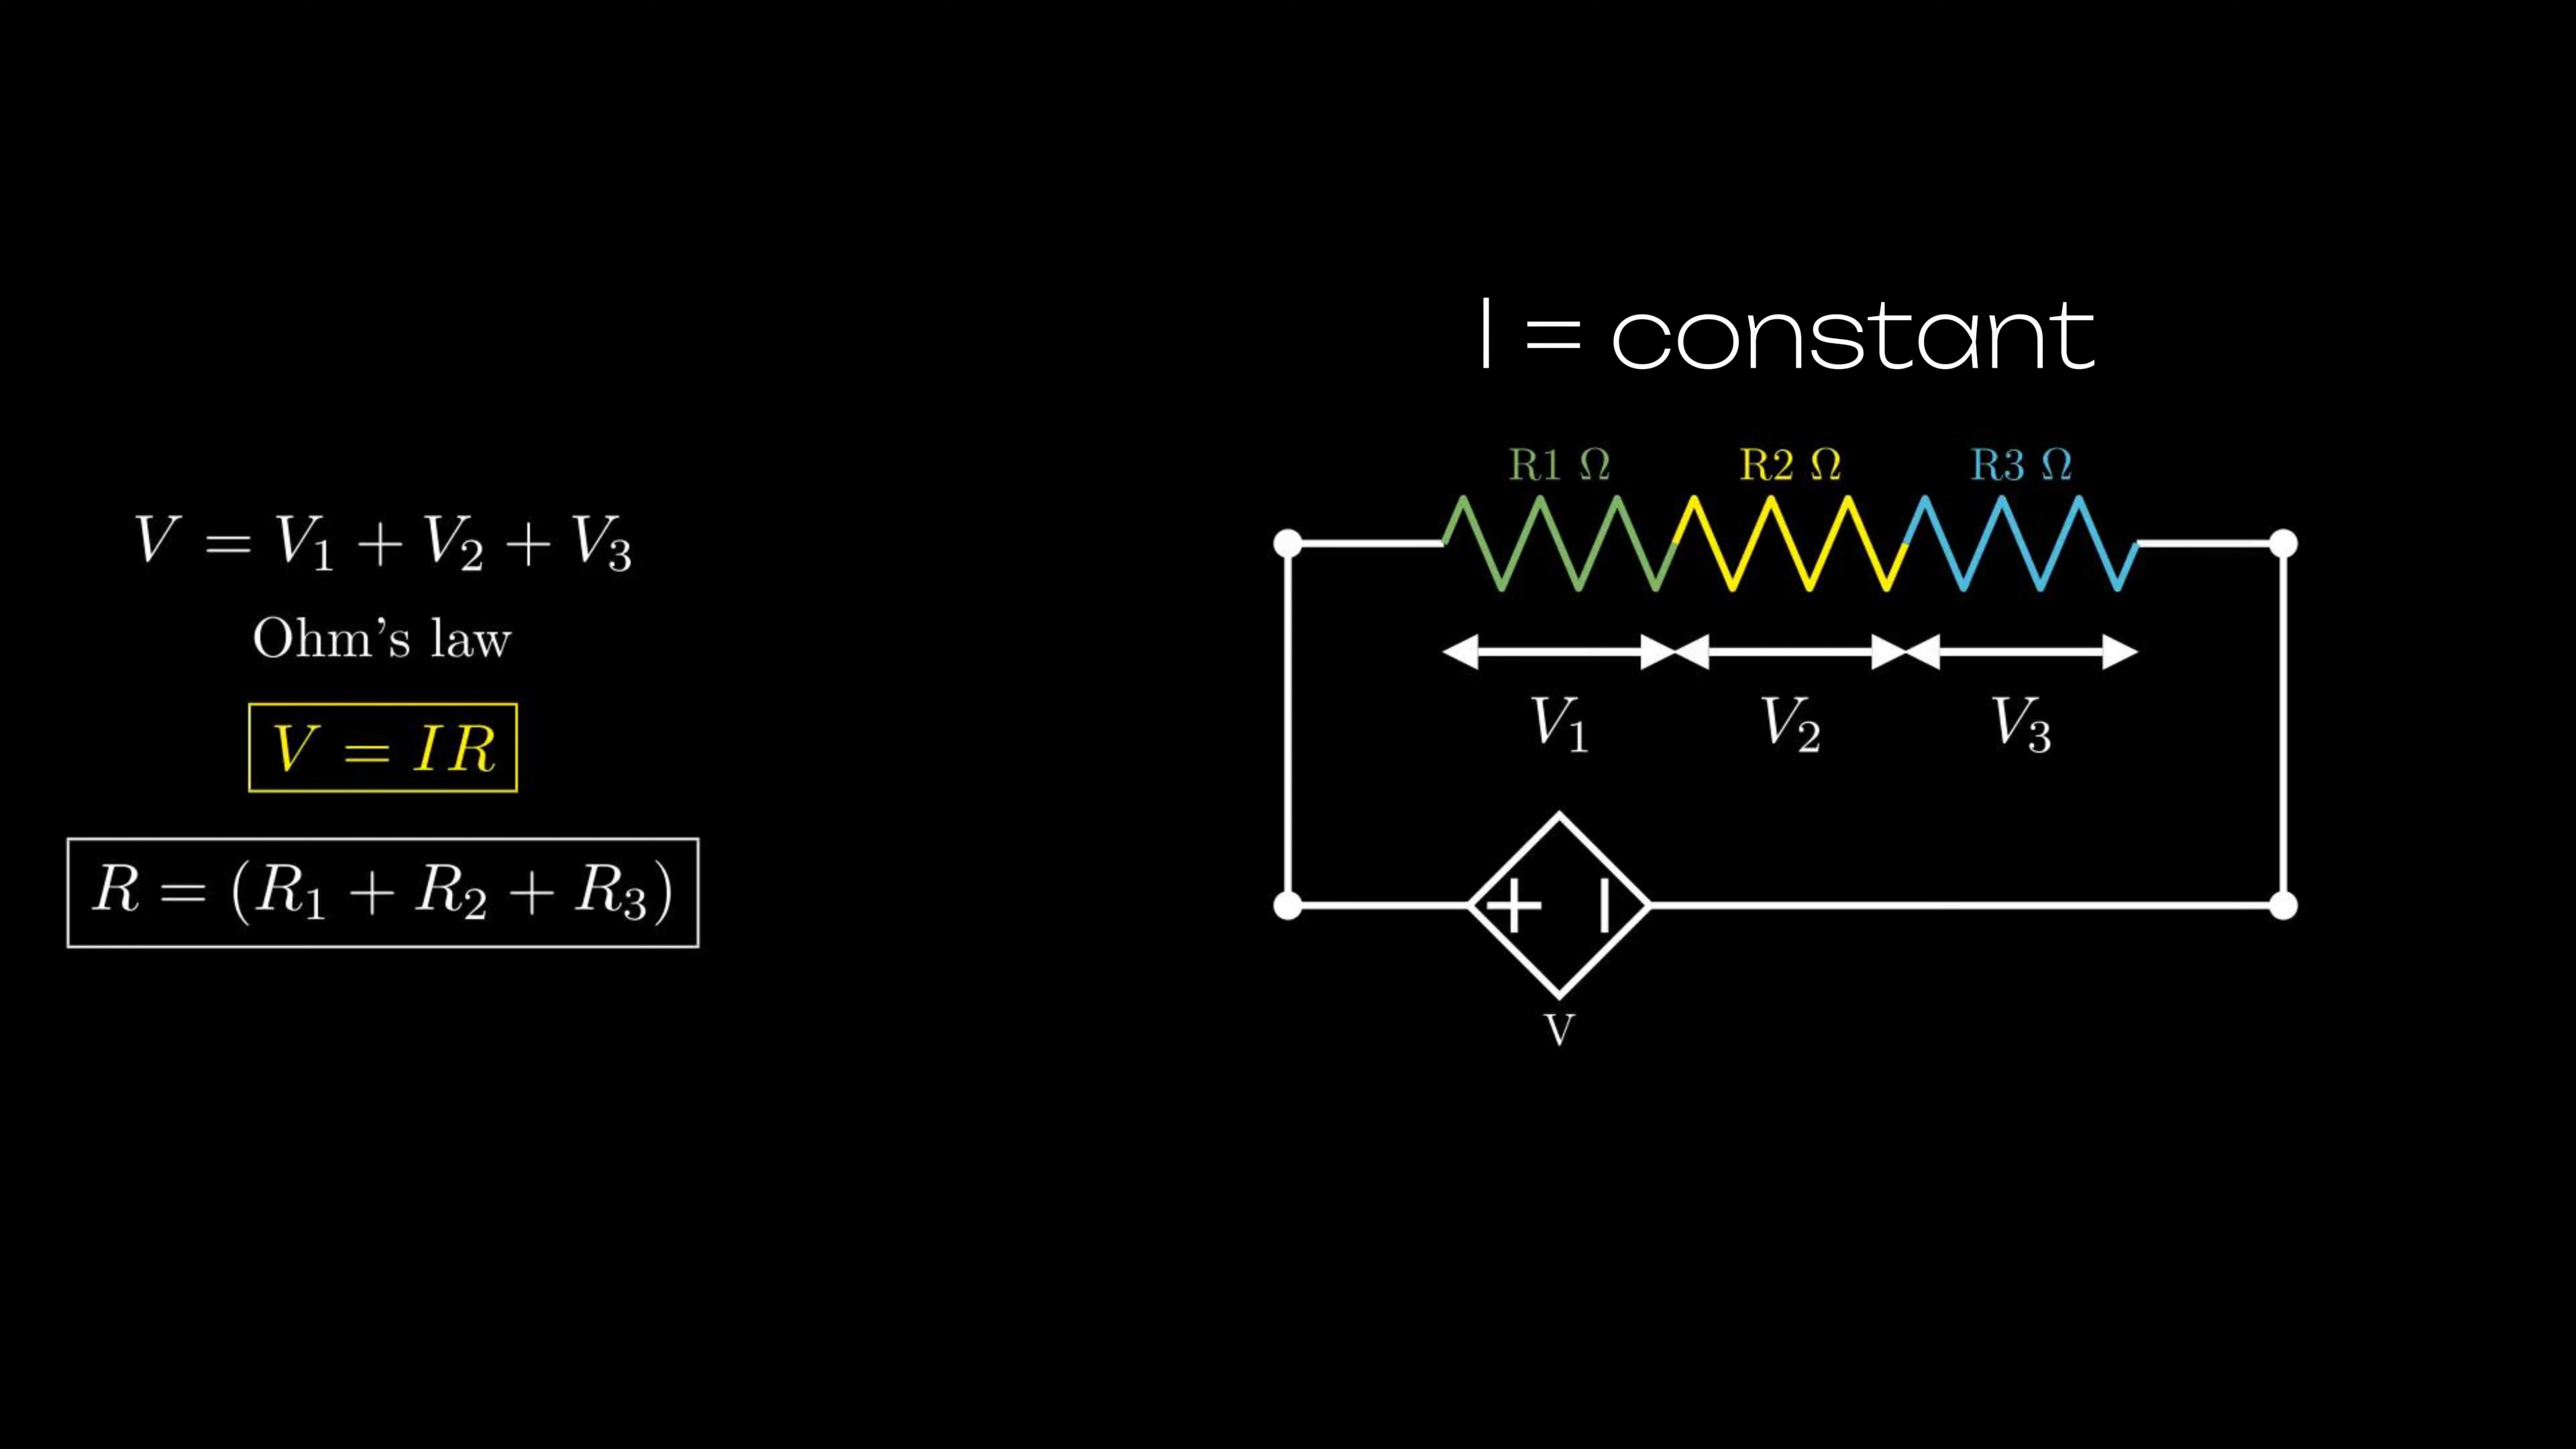 I = constant
R1 Ω R2 Ω R3 Ω
V = V₁ + V₂ + V₃
Ohm's law
V = IR
R = (R₁ + R₂ + R₃)
V₁ V₂ V₃
+ |
V